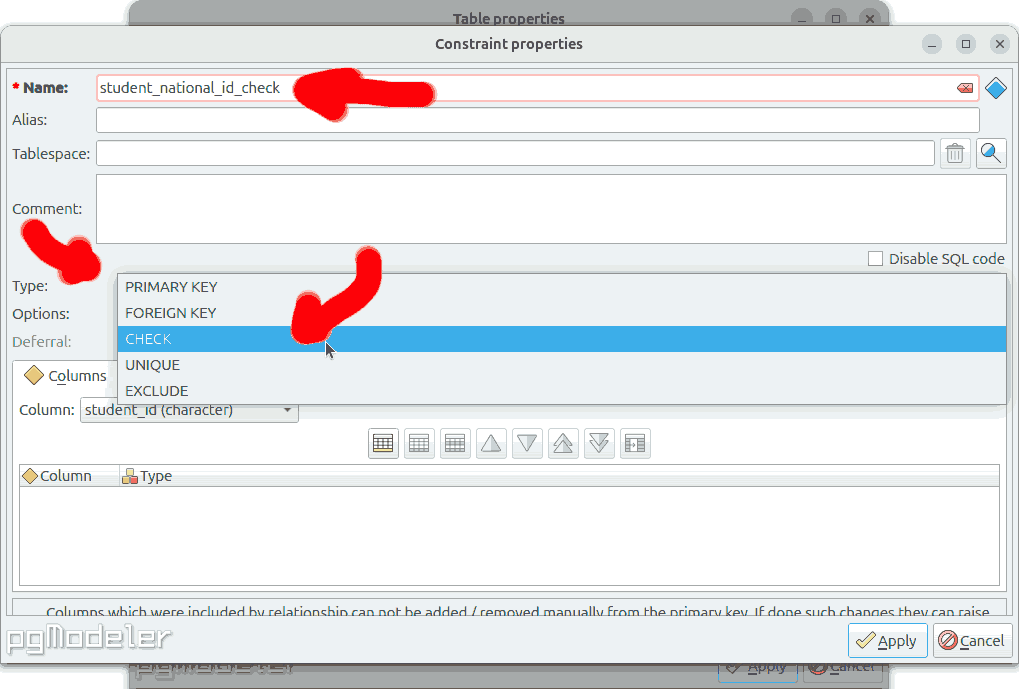 Table properties
Constraint properties
* Name: student_national_id_check
Alias:
Tablespace:
Comment:
Disable SQL code
Type:
PRIMARY KEY
Options:
FOREIGN KEY
Deferral:
CHECK
UNIQUE
Columns
EXCLUDE
Column: student_id (character)
Column Type
Columns which were included by relationship can not be added / removed manually from the primary key. If done such changes they can raise
pgModeler
Apply Cancel
pgModeler Apply Cancel